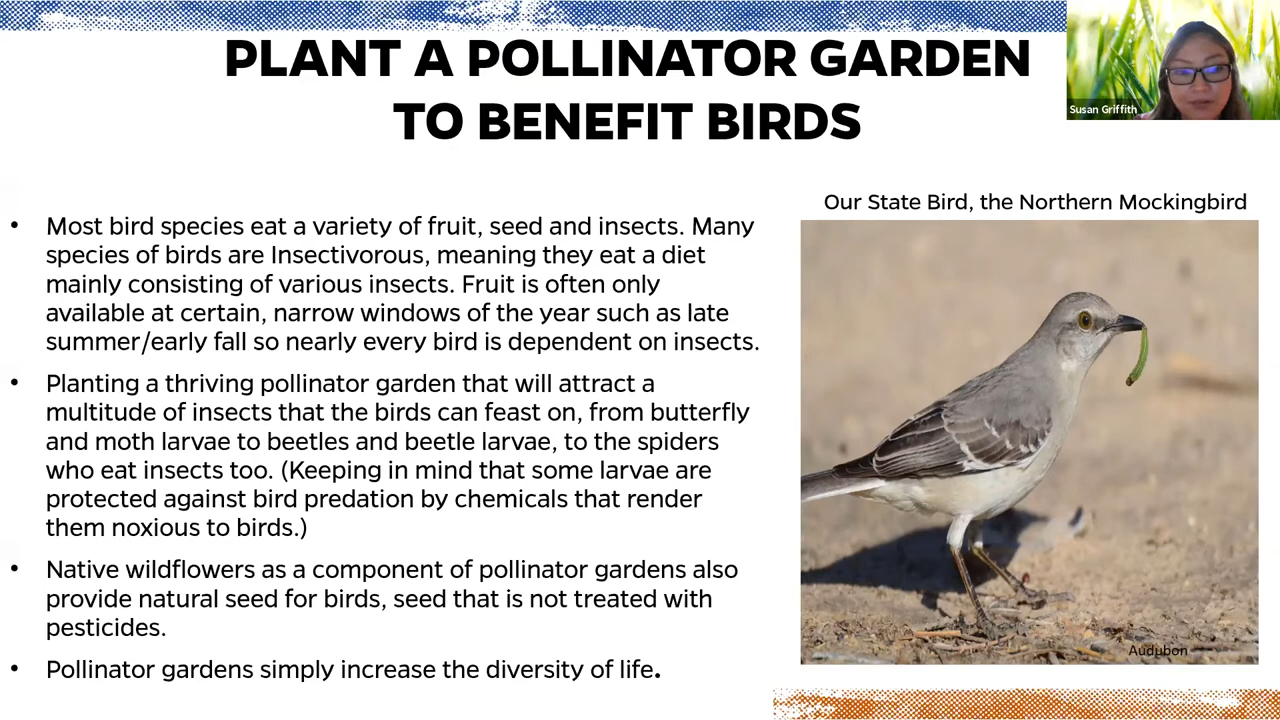 PLANT A POLLINATOR GARDEN
TO BENEFIT BIRDS
Susan Griffith
Our State Bird, the Northern Mockingbird
• Most bird species eat a variety of fruit, seed and insects. Many
species of birds are Insectivorous, meaning they eat a diet
mainly consisting of various insects. Fruit is often only
available at certain, narrow windows of the year such as late
summer/early fall so nearly every bird is dependent on insects.
• Planting a thriving pollinator garden that will attract a
multitude of insects that the birds can feast on, from butterfly
and moth larvae to beetles and beetle larvae, to the spiders
who eat insects too. (Keeping in mind that some larvae are
protected against bird predation by chemicals that render
them noxious to birds.)
• Native wildflowers as a component of pollinator gardens also
provide natural seed for birds, seed that is not treated with
pesticides.
• Pollinator gardens simply increase the diversity of life.
Audubon